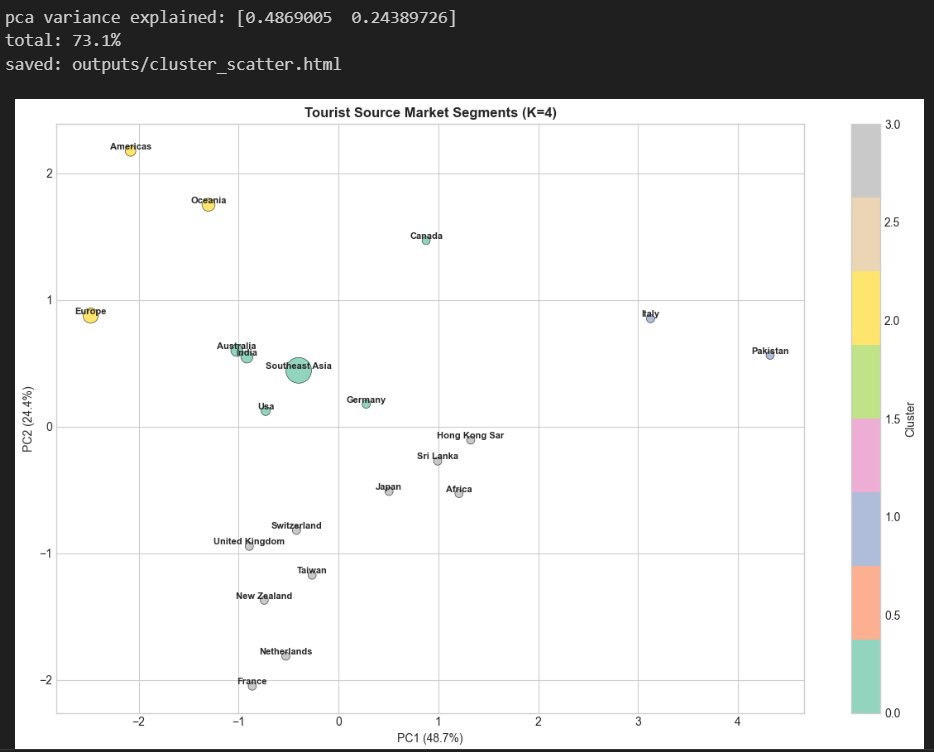 pca variance explained: [0.4869005  0.24389726]
total: 73.1%
saved: outputs/cluster_scatter.html
Tourist Source Market Segments (K=4)
Americas
Oceania
Canada
Europe
Italy
Australia
India
Pakistan
Southeast Asia
Usa
Germany
Hong Kong Sar
Sri Lanka
Japan
Africa
Switzerland
United Kingdom
Taiwan
New Zealand
Netherlands
France
2
1
0
−1
−2
PC2 (24.4%)
−2
−1
0
1
2
3
4
PC1 (48.7%)
3.0
2.5
2.0
1.5
1.0
0.5
0.0
Cluster